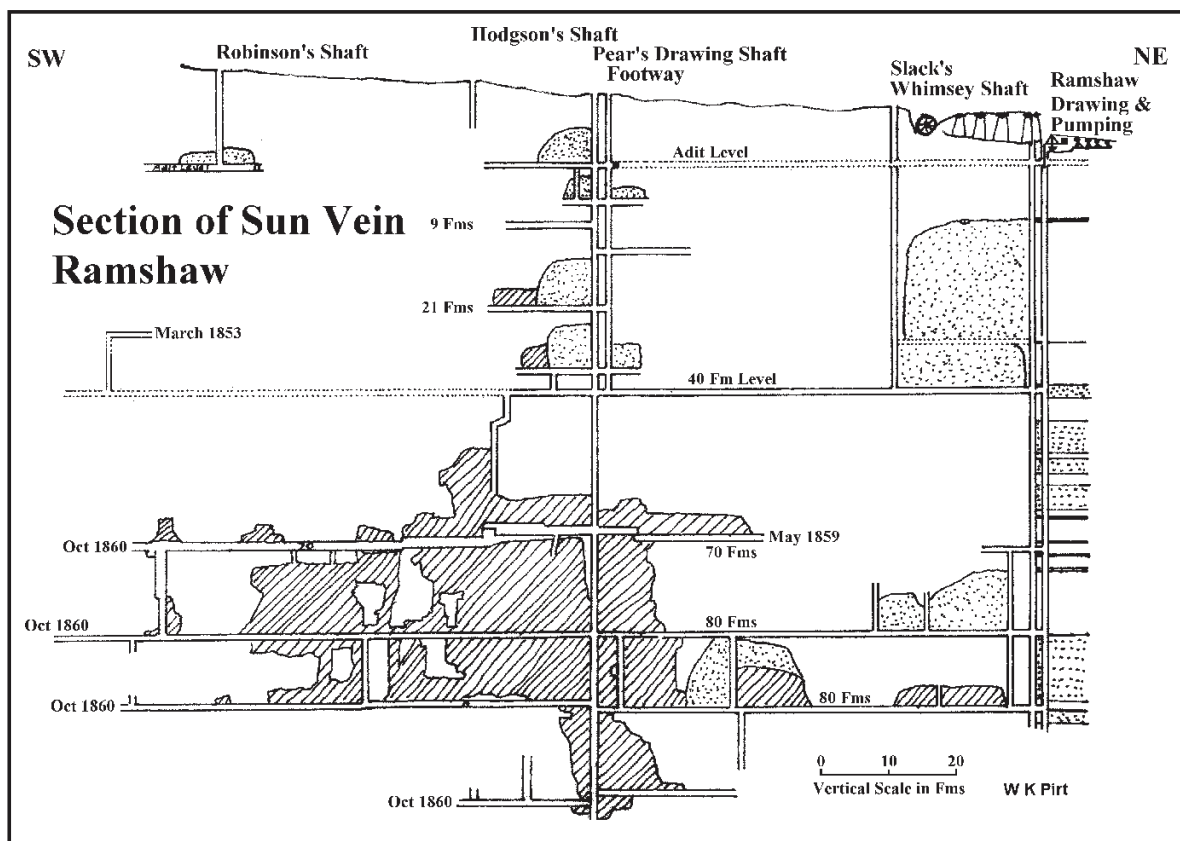 SW
Robinson's Shaft
Hodgson's Shaft
Pear's Drawing Shaft
Footway
Slack's
Whimsey Shaft
NE
Ramshaw
Drawing &
Pumping
Adit Level
ADIT LEVEL
Section of Sun Vein
Ramshaw
9 Fms
21 Fms
March 1853
40 Fm Level
Oct 1860
May 1859
70 Fms
Oct 1860
80 Fms
Oct 1860
80 Fms
Oct 1860
0 10 20
Vertical Scale in Fms
W K Pirt